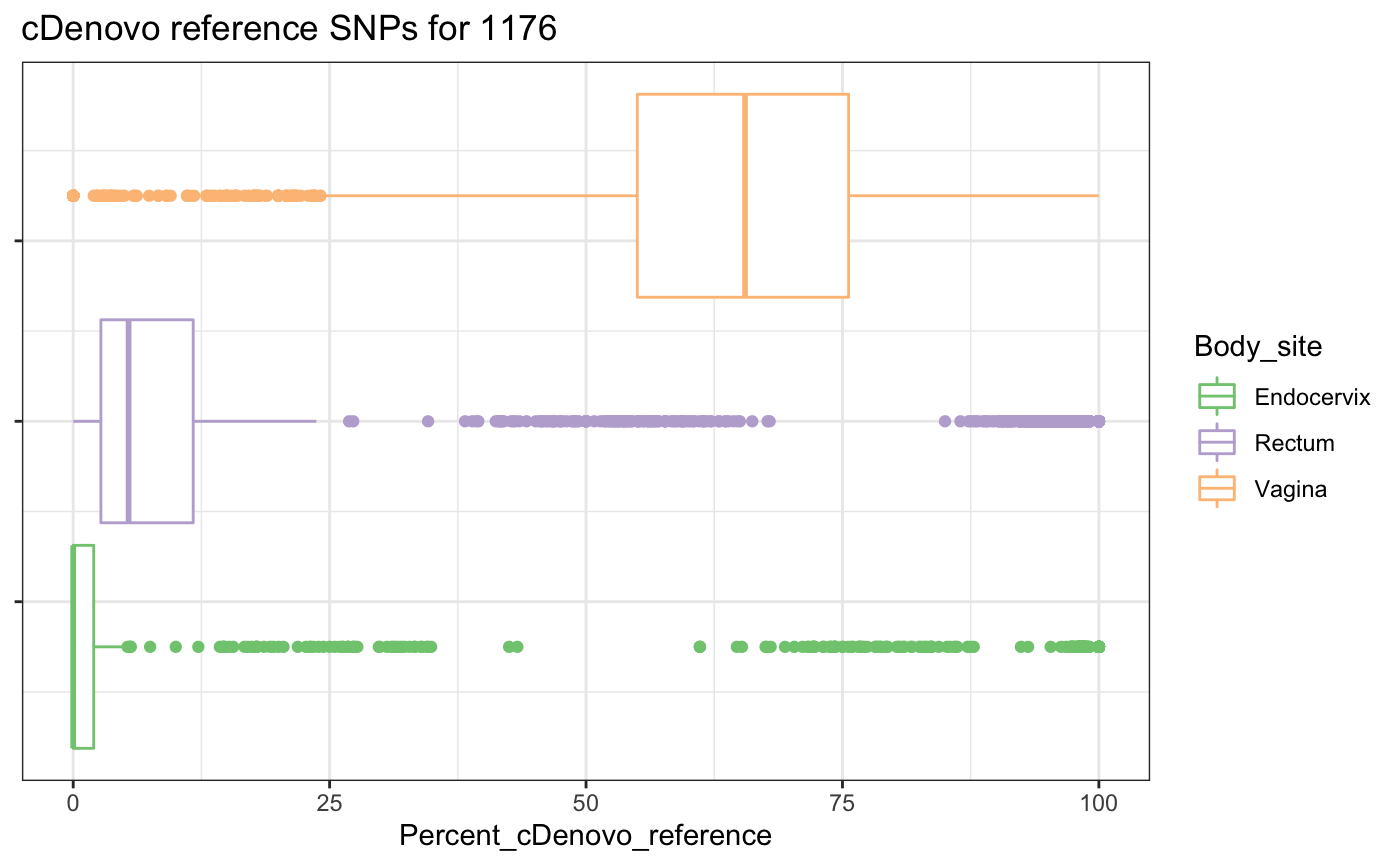 cDenovo reference SNPs for 1176
Body_site
Endocervix
Rectum
Vagina
0 25 50 75 100
Percent_cDenovo_reference